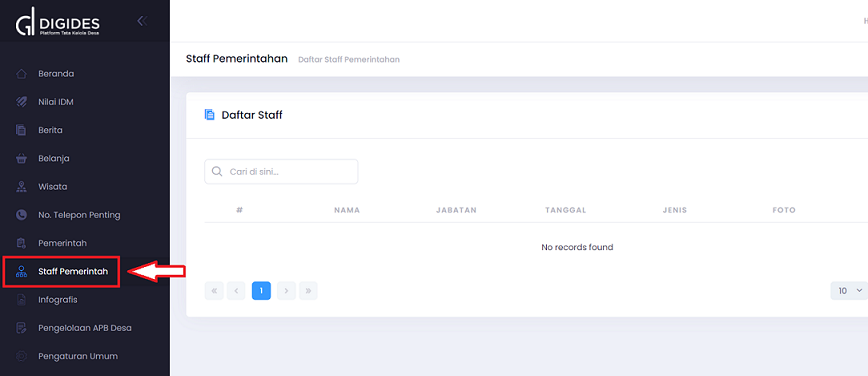 DIGIDES
Platform Tata Kelola Desa
Beranda
Nilai IDM
Berita
Belanja
Wisata
No. Telepon Penting
Pemerintah
Staff Pemerintah
Infografis
Pengelolaan APB Desa
Pengaturan Umum
Staff Pemerintahan Daftar Staff Pemerintahan
Daftar Staff
Cari di sini...
# NAMA JABATAN TANGGAL JENIS FOTO
No records found
« ‹ 1 › »
10